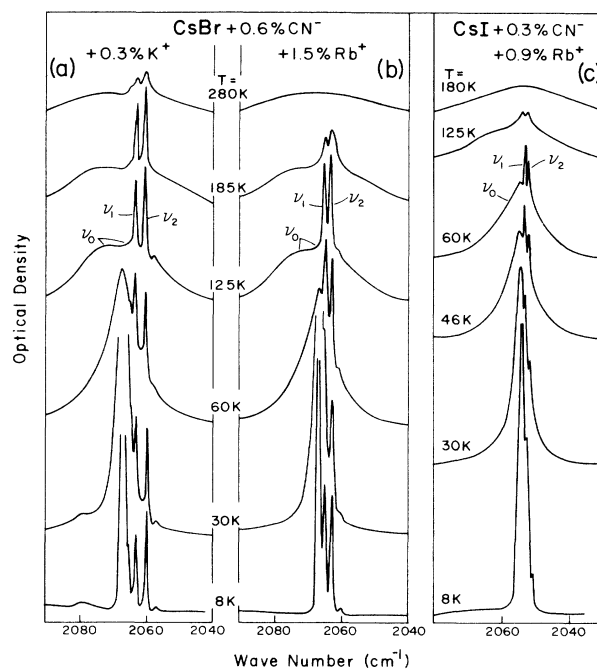 CsBr + 0.6% CN⁻
+0.3% K⁺
+1.5% Rb⁺
CsI + 0.3% CN⁻
+0.9% Rb⁺
(a)
(b)
(c)
T =
280K
185K
125K
60K
30K
8K
T =
180K
125K
60K
46K
30K
8K
ν₁
ν₂
ν₀
ν₁
ν₂
ν₀
ν₁
ν₂
ν₀
Optical Density
2080 2060 2040
2080 2060 2040
2060 2040
Wave Number (cm⁻¹)